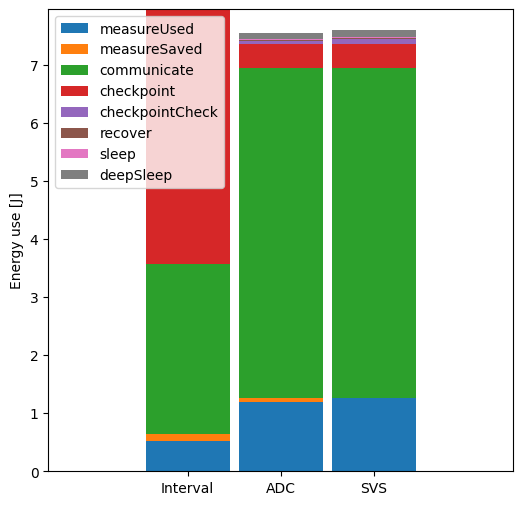 measureUsed
measureSaved
communicate
checkpoint
checkpointCheck
recover
sleep
deepSleep
Energy use [J]
7
6
5
4
3
2
1
0
Interval ADC SVS